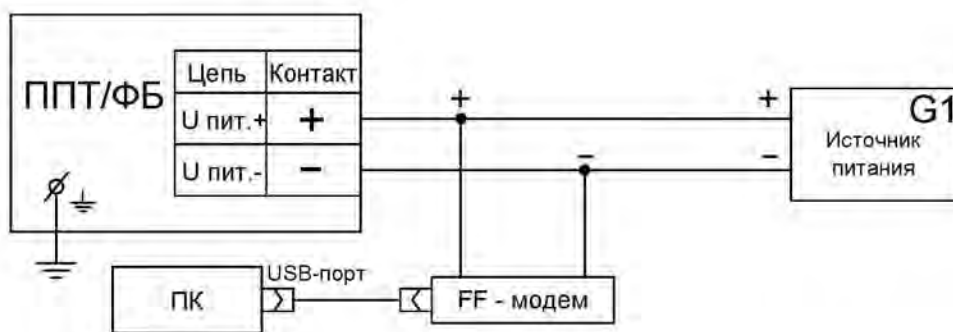 ППТ/ФБ
Цепь Контакт
U пит.+ +
U пит.- −
+ +
− −
G1
Источник
питания
USB-порт
ПК
FF - модем